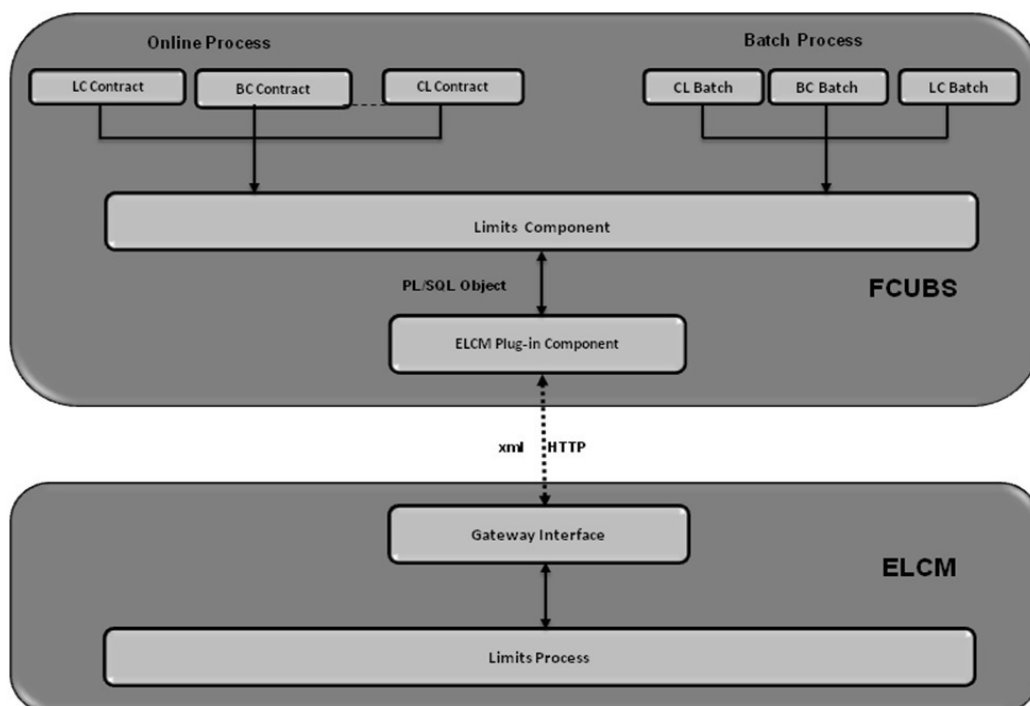 Online Process
Batch Process
LC Contract
BC Contract
CL Contract
CL Batch
BC Batch
LC Batch
Limits Component
PL/SQL Object
FCUBS
ELCM Plug-in Component
xml
HTTP
Gateway Interface
ELCM
Limits Process